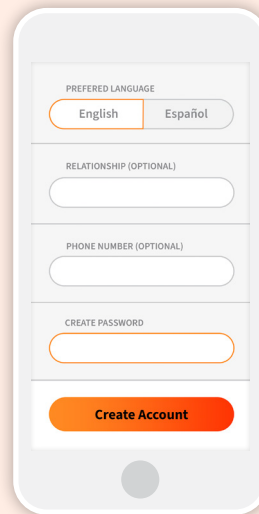 PREFERED LANGUAGE
English Español
RELATIONSHIP (OPTIONAL)
PHONE NUMBER (OPTIONAL)
CREATE PASSWORD
Create Account